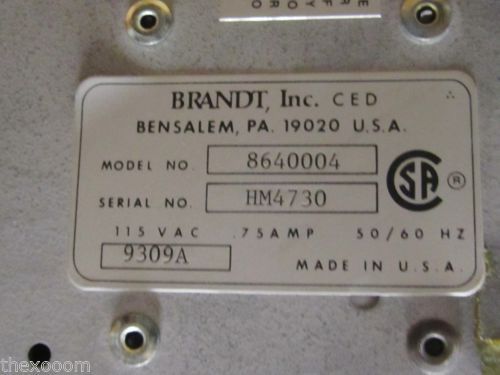 BRANDT, Inc. CED
BENSALEM, PA. 19020 U.S.A.
MODEL NO. 8640004
SERIAL NO. HM4730
CSA ®
115 VAC .75AMP 50/60 HZ
9309A
MADE IN U.S.A.
thexooom